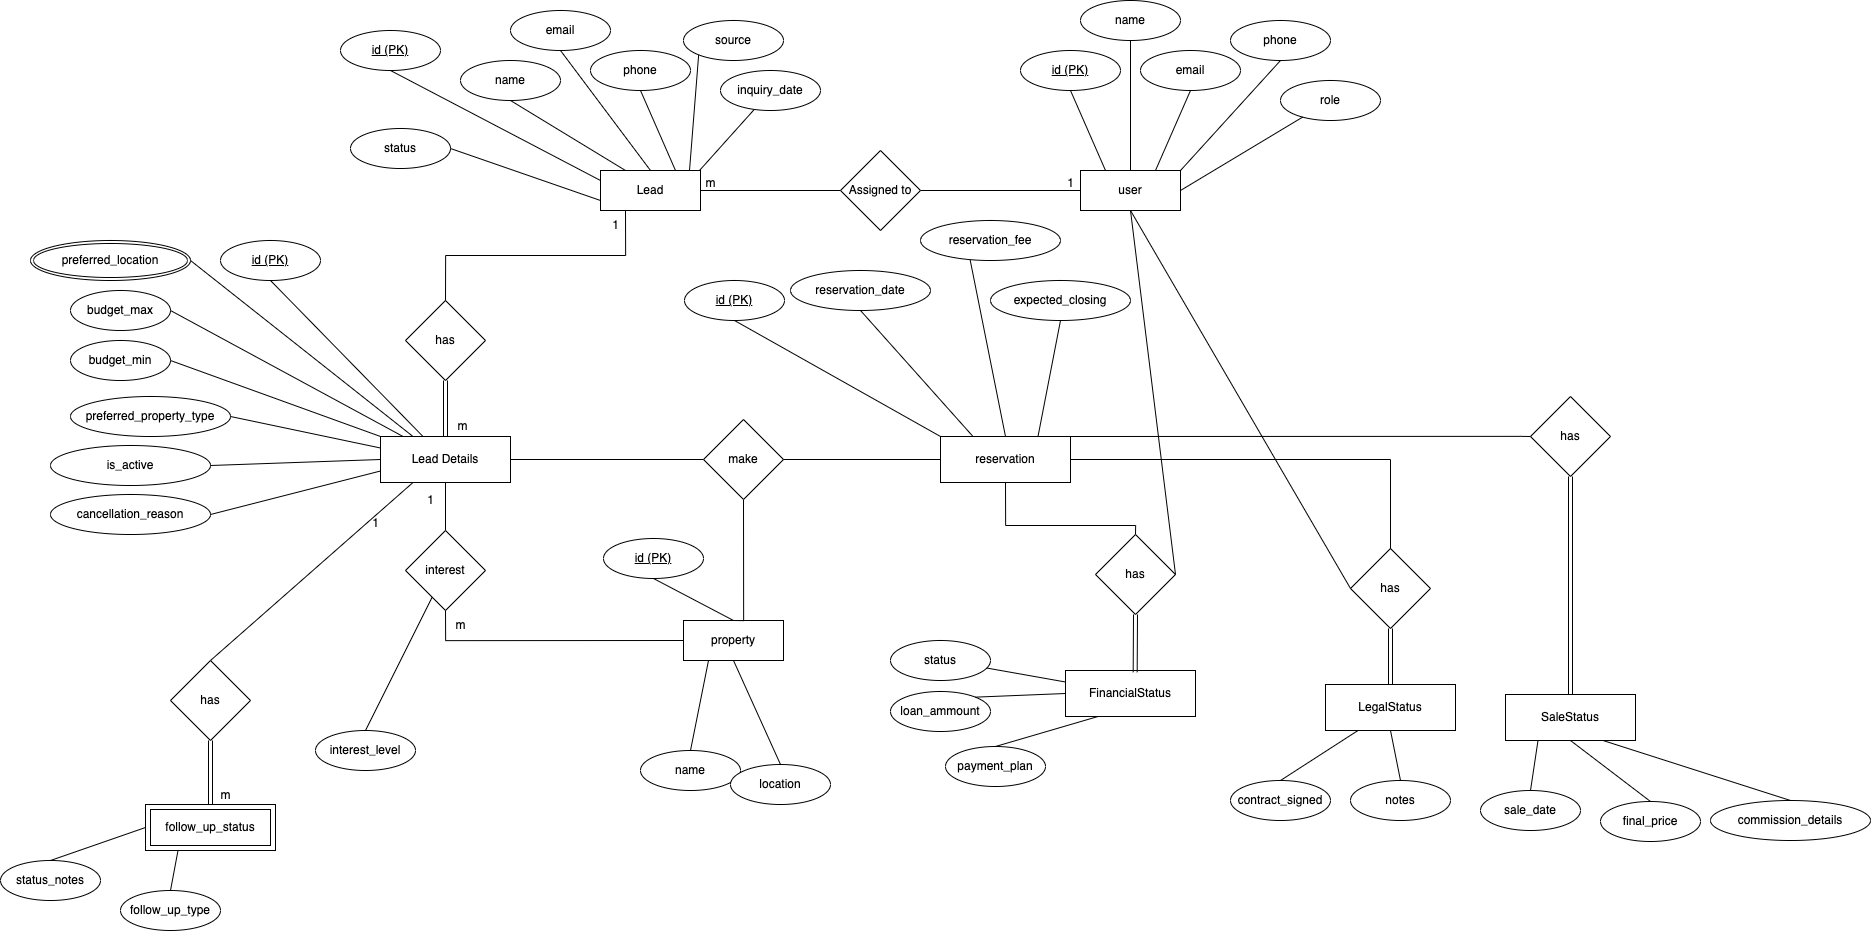 name
email
source
phone
id (PK)
phone
id (PK)
email
name
inquiry_date
role
status
Lead
m
Assigned to
1
user
1
reservation_fee
preferred_location
id (PK)
reservation_date
id (PK)
expected_closing
budget_max
has
budget_min
preferred_property_type
m
has
Lead Details
make
reservation
is_active
1
cancellation_reason
1
id (PK)
interest
has
has
m
property
status
FinancialStatus
has
loan_ammount
LegalStatus
SaleStatus
interest_level
name
payment_plan
location
m
contract_signed
notes
sale_date
final_price
commission_details
follow_up_status
status_notes
follow_up_type